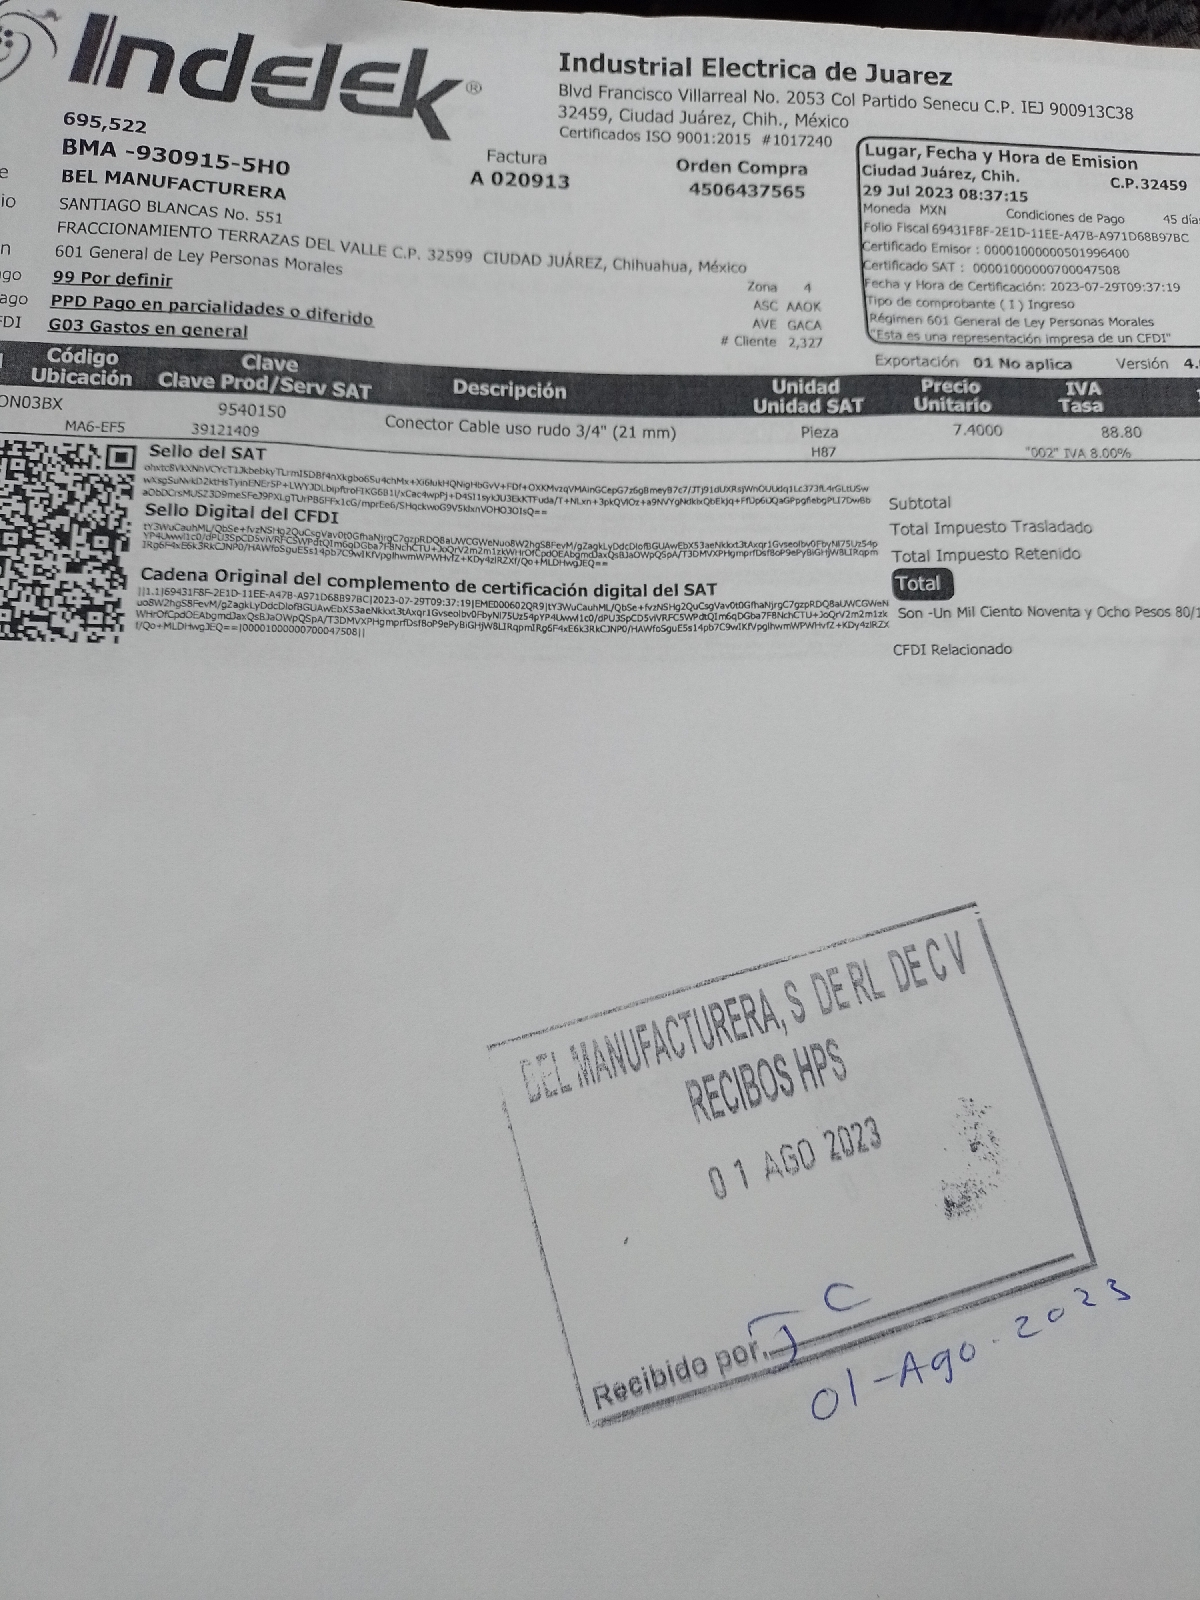 Indelek®
Industrial Electrica de Juarez
Blvd Francisco Villarreal No. 2053 Col Partido Senecu C.P. IEJ 900913C38
32459, Ciudad Juárez, Chih., México
Certificados ISO 9001:2015 #1017240
695,522
BMA -930915-5H0
BEL MANUFACTURERA
SANTIAGO BLANCAS No. 551
FRACCIONAMIENTO TERRAZAS DEL VALLE C.P. 32599 CIUDAD JUÁREZ, Chihuahua, México
601 General de Ley Personas Morales
99 Por definir
PPD Pago en parcialidades o diferido
G03 Gastos en general
Factura
A 020913
Orden Compra
4506437565
Zona 4
ASC AAOK
AVE GACA
# Cliente 2,327
Lugar, Fecha y Hora de Emision
Ciudad Juárez, Chih. C.P.32459
29 Jul 2023 08:37:15
Moneda MXN Condiciones de Pago 45
Folio Fiscal 69431F8F-2E1D-11EE-A47B-A971D68B97BC
Certificado Emisor : 00001000000501996400
Certificado SAT : 00001000000700047508
Fecha y Hora de Certificación: 2023-07-29T09:37:19
Tipo de comprobante ( I ) Ingreso
Régimen 601 General de Ley Personas Morales
"Esta es una representación impresa de un CFDI"
Exportación 01 No aplica Versión 4.
Código Clave Descripción Unidad Precio IVA
Ubicación Clave Prod/Serv SAT Unidad SAT Unitario Tasa
ON03BX 9540150 Conector Cable uso rudo 3/4" (21 mm) Pieza 7.4000 88.80
MA6-EF5 39121409 H87 "002" IVA 8.00%
Sello del SAT
Sello Digital del CFDI
Cadena Original del complemento de certificación digital del SAT
Subtotal
Total Impuesto Trasladado
Total Impuesto Retenido
Total
Son -Un Mil Ciento Noventa y Ocho Pesos 80/1
CFDI Relacionado
BEL MANUFACTURERA, S DE RL DE C V
RECIBOS HPS
01 AGO 2023
Recibido por.
01-Ago-2023